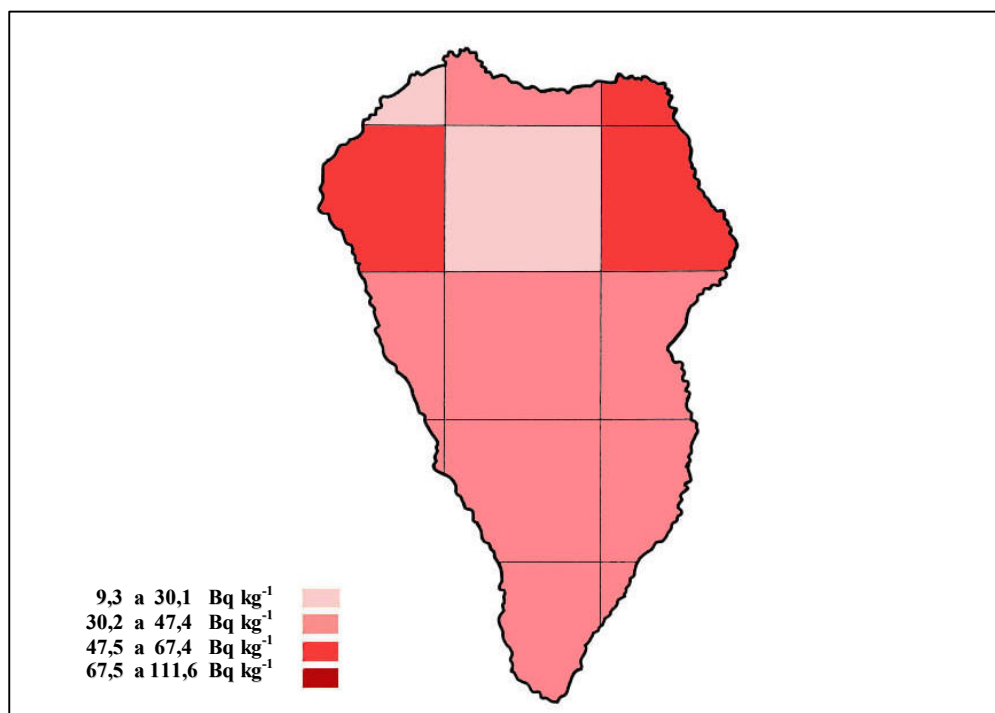 9,3 a 30,1 Bq kg-1
30,2 a 47,4 Bq kg-1
47,5 a 67,4 Bq kg-1
67,5 a 111,6 Bq kg-1